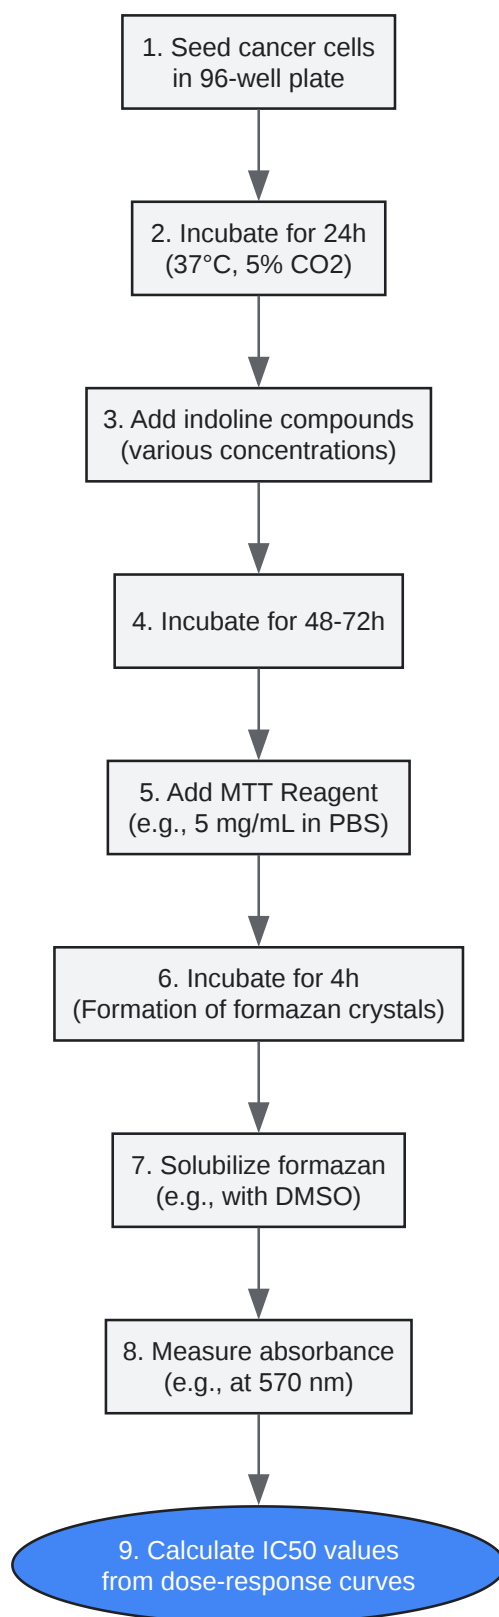 1. Seed cancer cells
in 96-well plate
2. Incubate for 24h
(37°C, 5% CO2)
3. Add indoline compounds
(various concentrations)
4. Incubate for 48-72h
5. Add MTT Reagent
(e.g., 5 mg/mL in PBS)
6. Incubate for 4h
(Formation of formazan crystals)
7. Solubilize formazan
(e.g., with DMSO)
8. Measure absorbance
(e.g., at 570 nm)
9. Calculate IC50 values
from dose-response curves